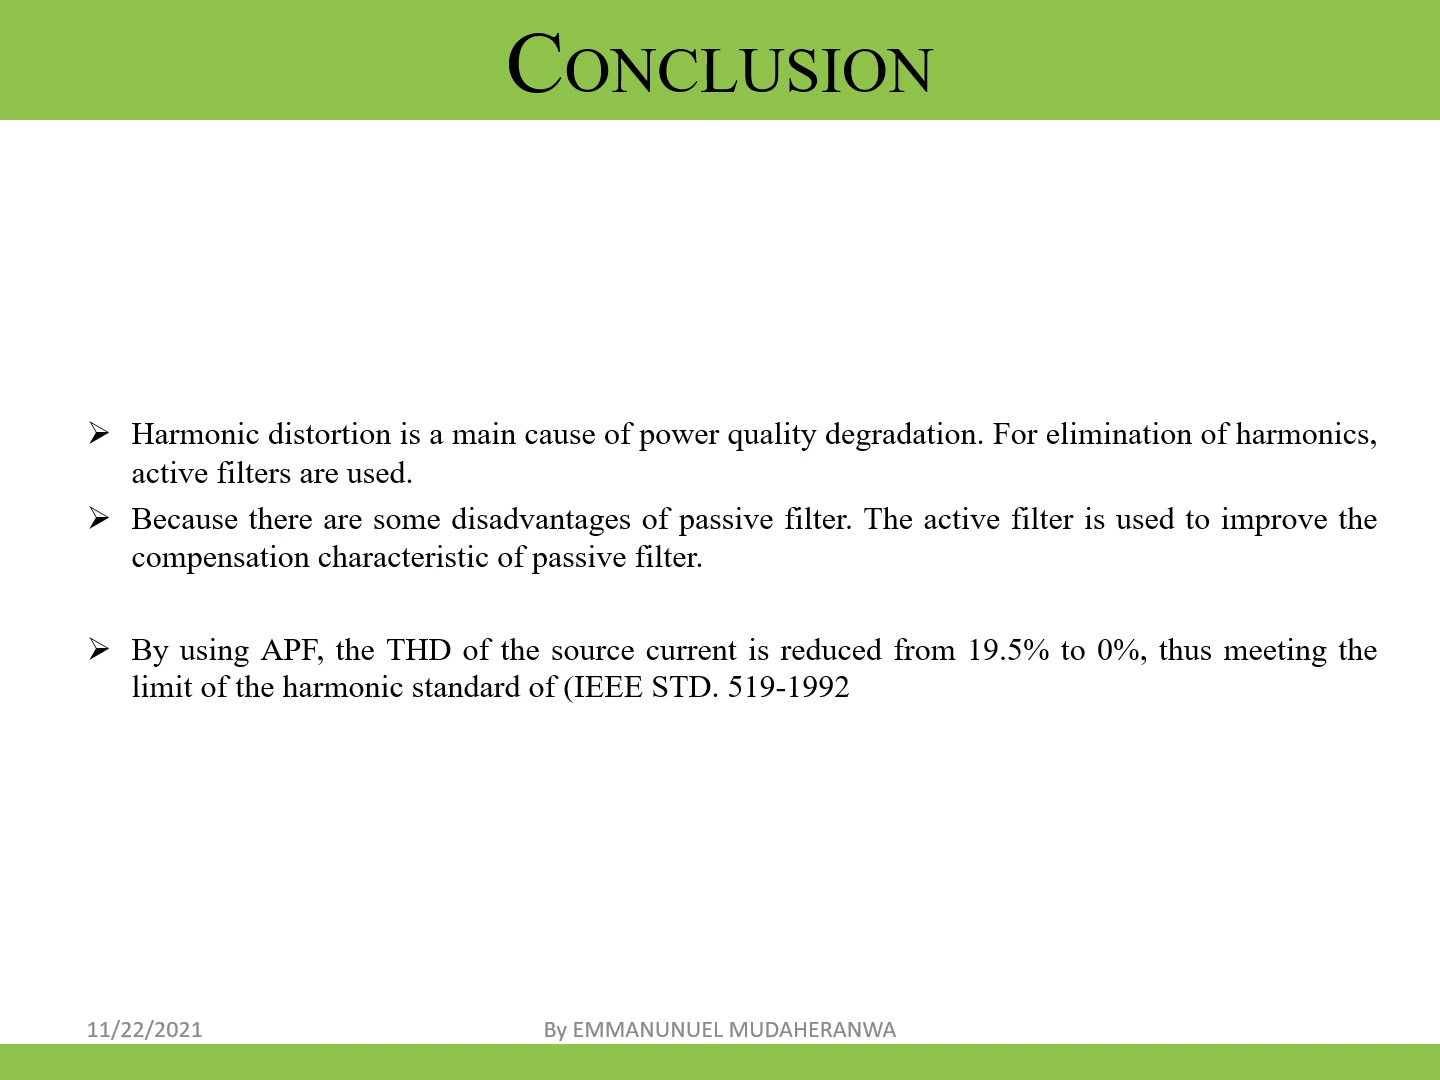 CONCLUSION
➢ Harmonic distortion is a main cause of power quality degradation. For elimination of harmonics,
active filters are used.
➢ Because there are some disadvantages of passive filter. The active filter is used to improve the
compensation characteristic of passive filter.
➢ By using APF, the THD of the source current is reduced from 19.5% to 0%, thus meeting the
limit of the harmonic standard of (IEEE STD. 519-1992
11/22/2021
By EMMANUNUEL MUDAHERANWA